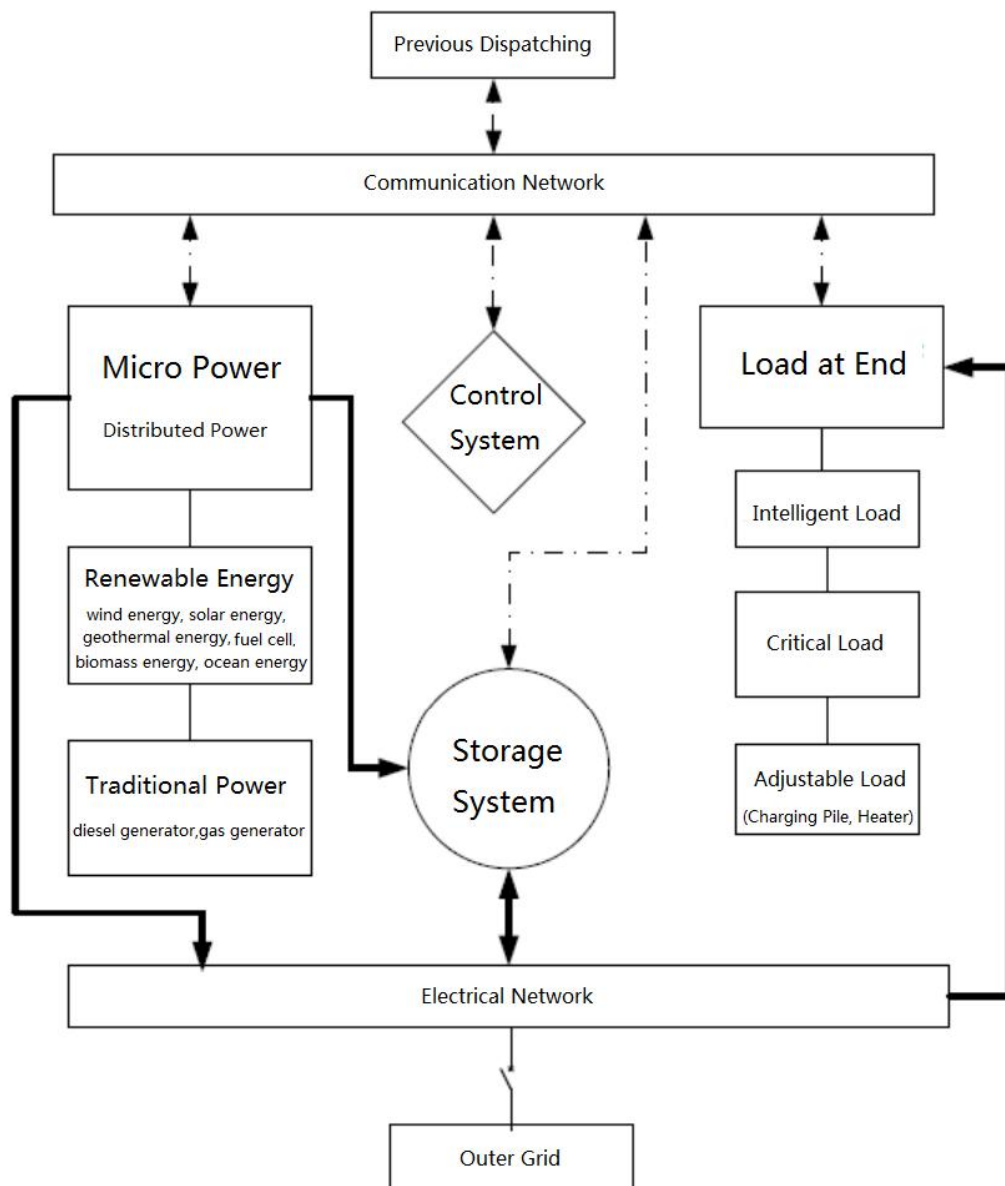 Previous Dispatching
Communication Network
Micro Power
Distributed Power
Control
System
Load at End
Intelligent Load
Renewable Energy
wind energy, solar energy,
geothermal energy, fuel cell,
biomass energy, ocean energy
Critical Load
Storage
System
Traditional Power
diesel generator,gas generator
Adjustable Load
(Charging Pile, Heater)
Electrical Network
Outer Grid